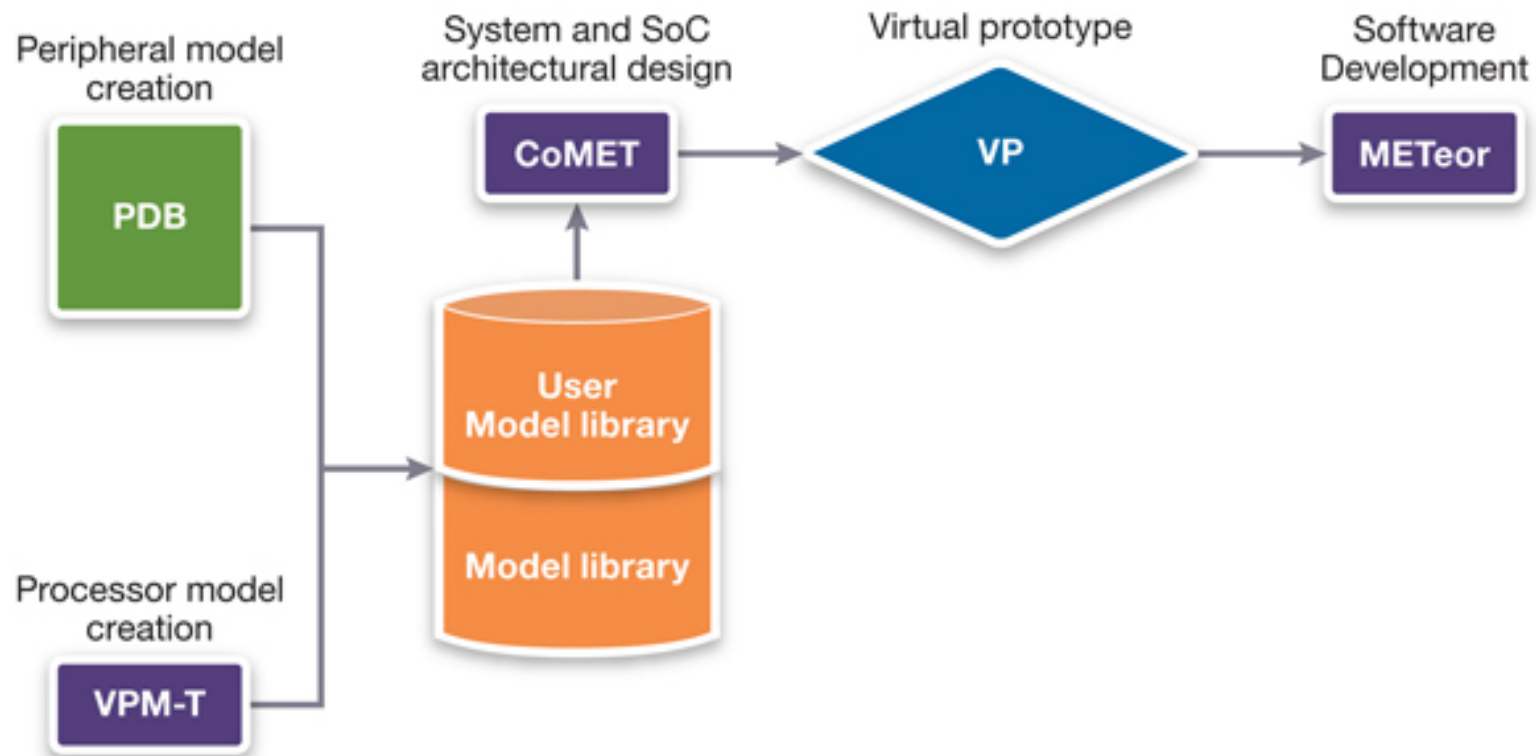 Peripheral model
creation
PDB
System and SoC
architectural design
CoMET
Virtual prototype
VP
Software
Development
METeor
User
Model library
Model library
Processor model
creation
VPM-T